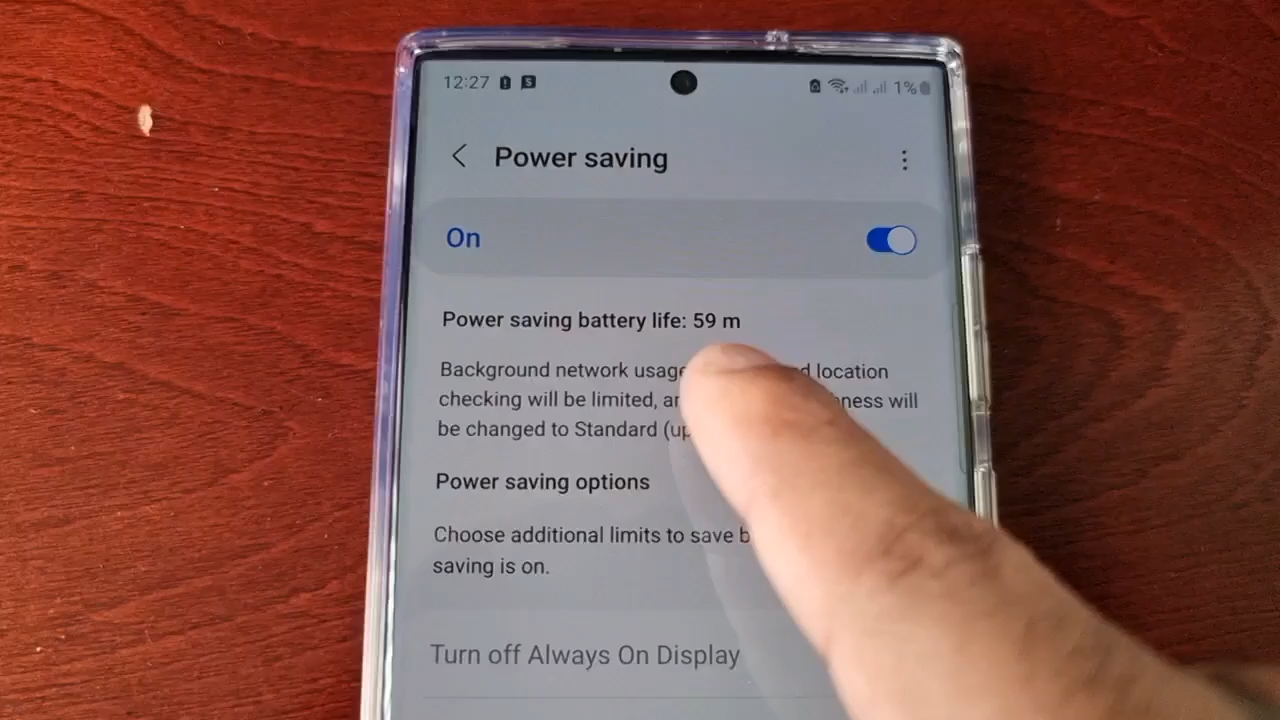 12:27
1%
Power saving
On
Power saving battery life: 59 m
Background network usage location
checking will be limited, will
be changed to Standard
Power saving options
Choose additional limits to save
saving is on.
Turn off Always On Display